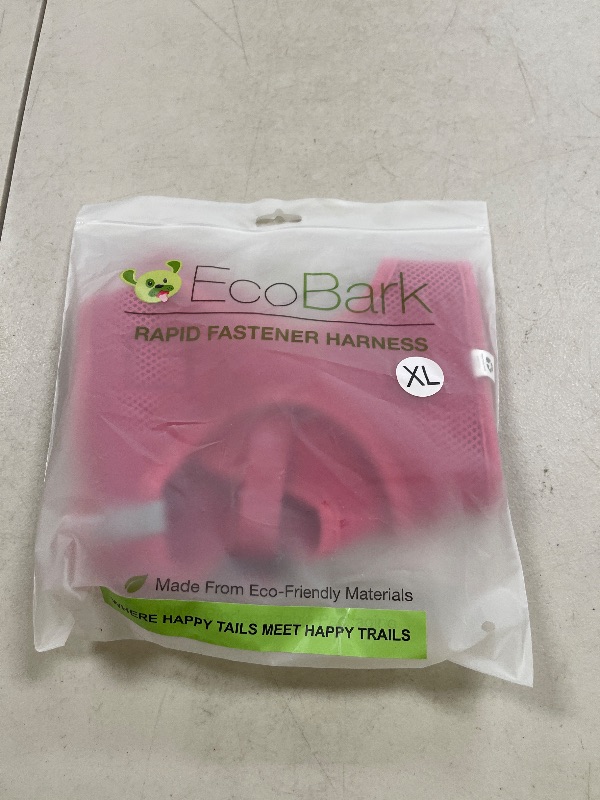 EcoBark
RAPID FASTENER HARNESS
XL
Made From Eco-Friendly Materials
WHERE HAPPY TAILS MEET HAPPY TRAILS